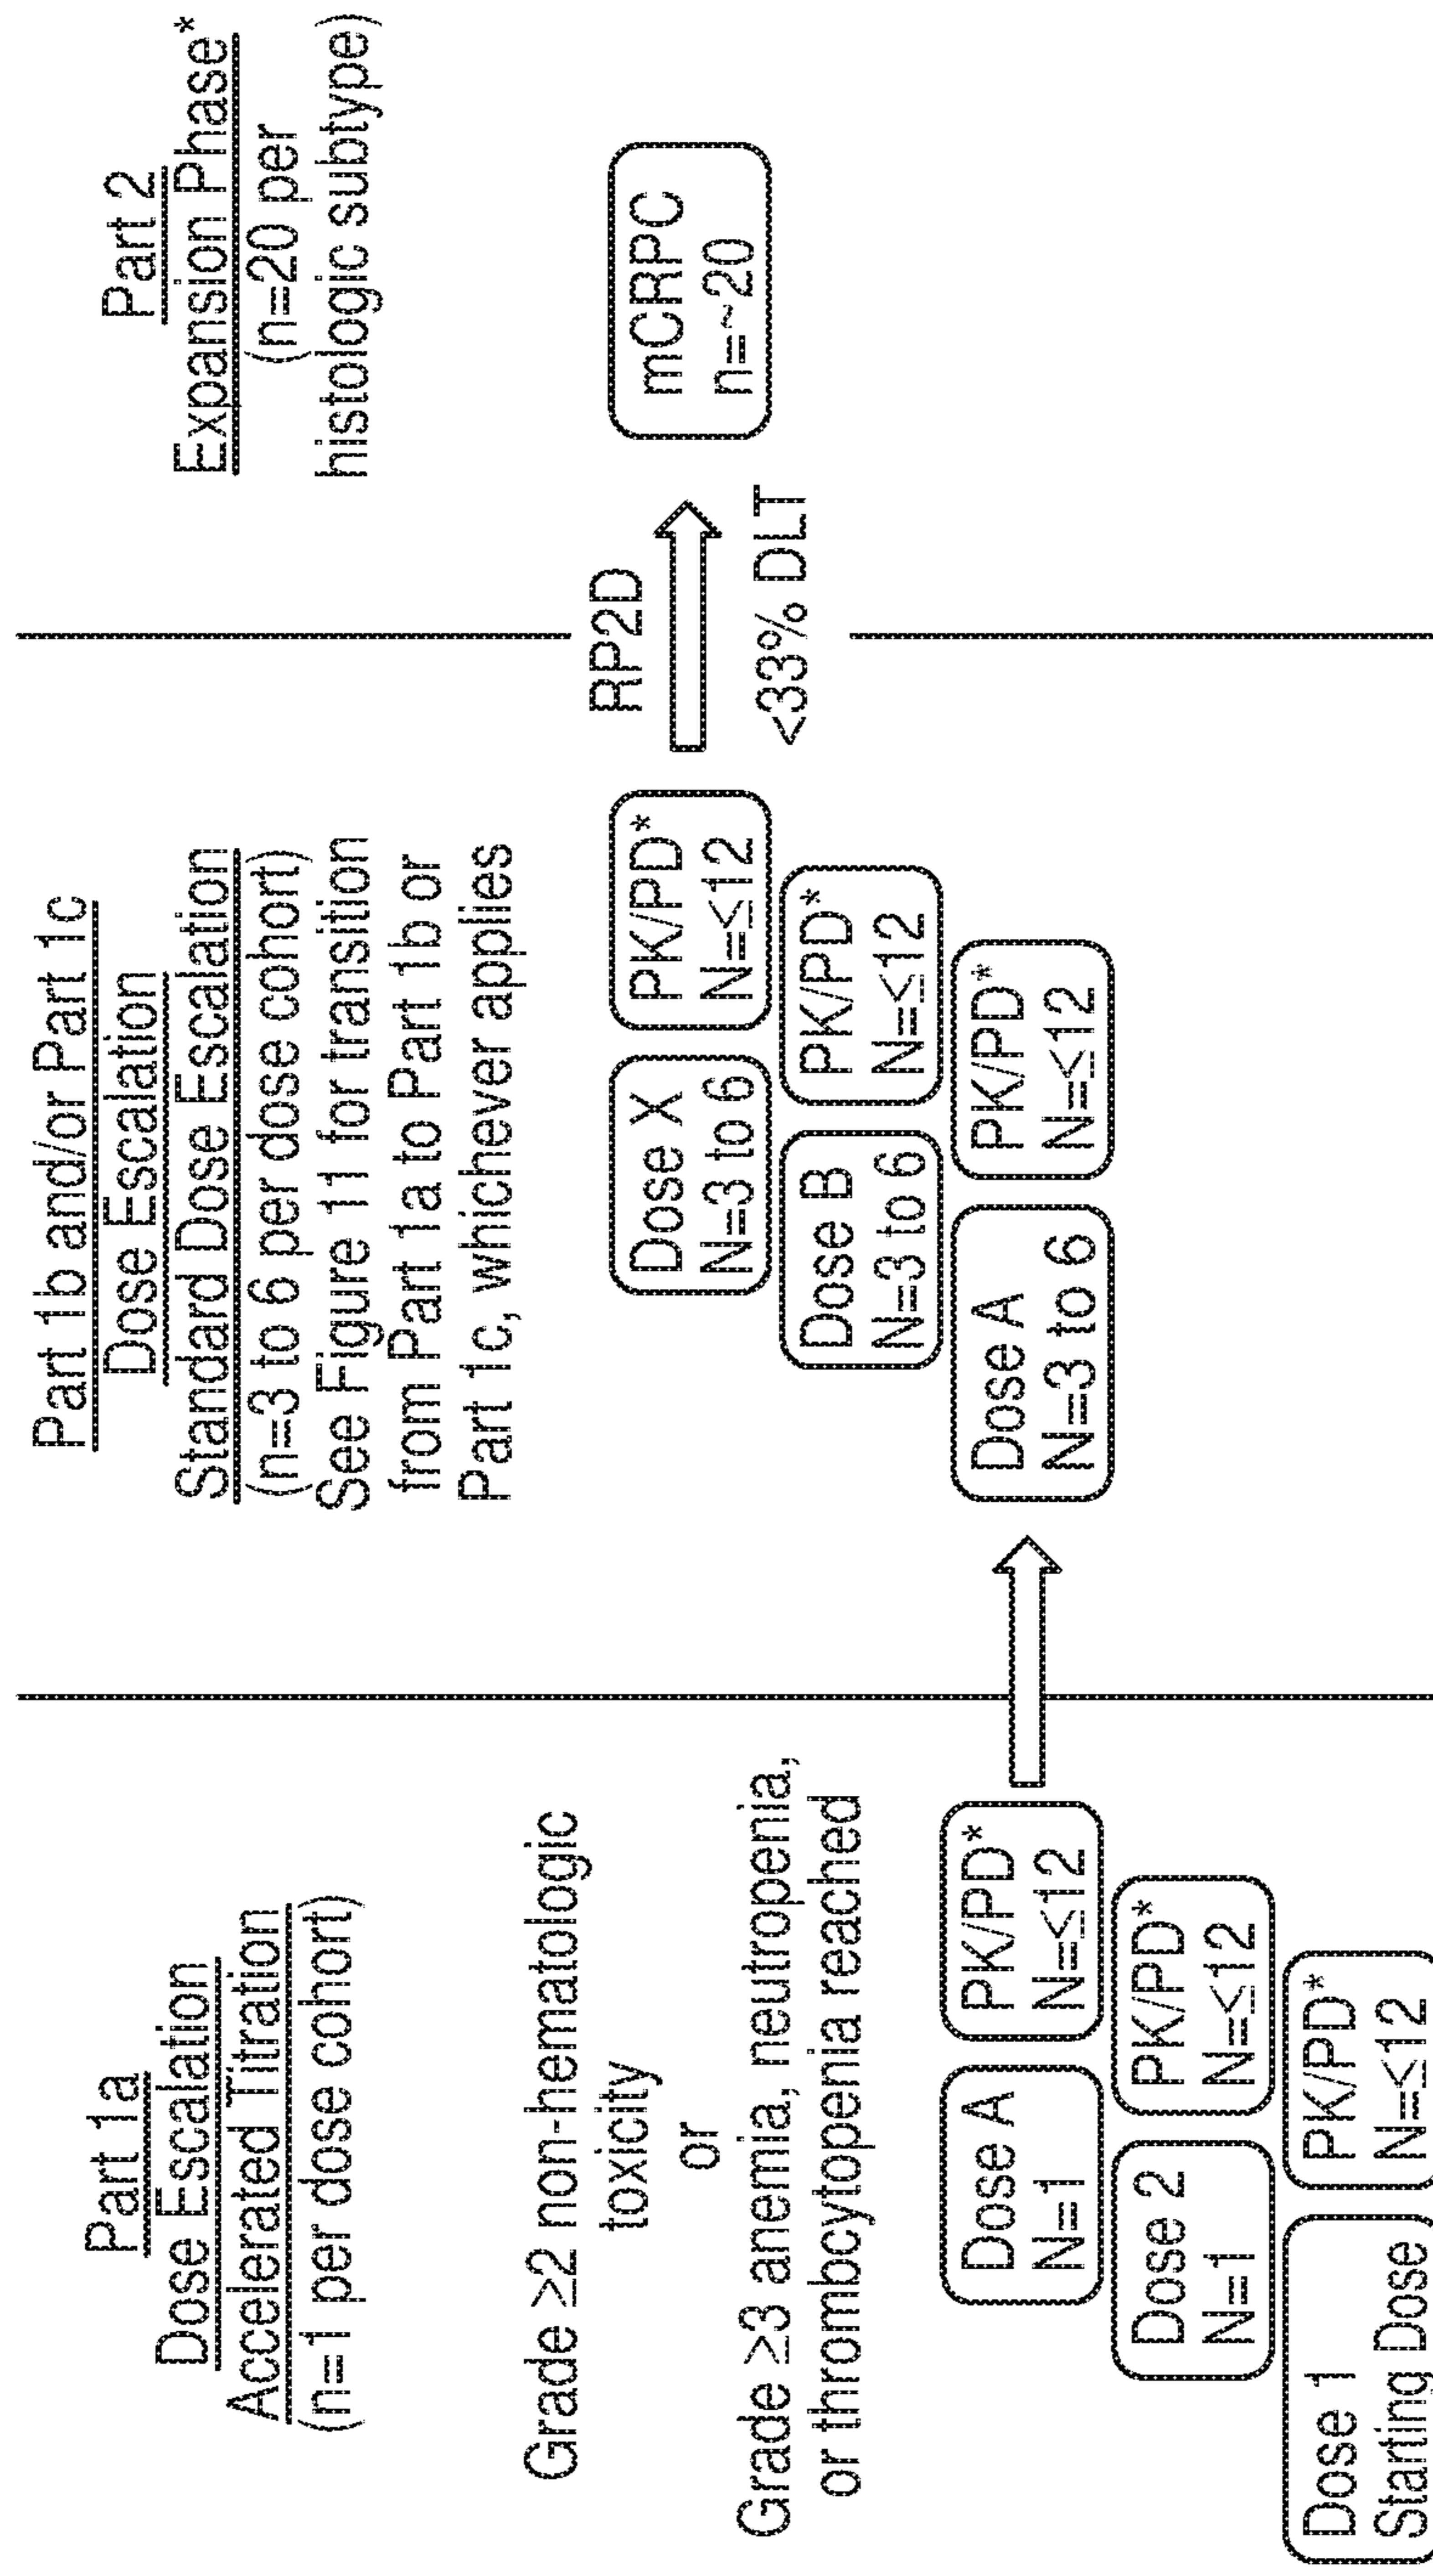 Part 1a
Dose Escalation
Accelerated Titration
(n=1 per dose cohort)
Grade ≥2 non-hematologic
toxicity
or
Grade ≥3 anemia, neutropenia,
or thrombcytopenia reached
Dose A
N=1
PK/PD*
N=≤12
Dose 2
N=1
PK/PD*
N=≤12
Dose 1
Starting Dose
PK/PD*
N=≤12
Part 1b and/or Part 1c
Dose Escalation
Standard Dose Escalation
(n=3 to 6 per dose cohort)
See Figure 11 for transition
from Part 1a to Part 1b or
Part 1c, whichever applies
Dose X
N=3 to 6
PK/PD*
N=≤12
Dose B
N=3 to 6
PK/PD*
N=≤12
Dose A
N=3 to 6
PK/PD*
N=≤12
RP2D
<33% DLT
Part 2
Expansion Phase*
(n=20 per
histologic subtype)
mCRPC
n=~20